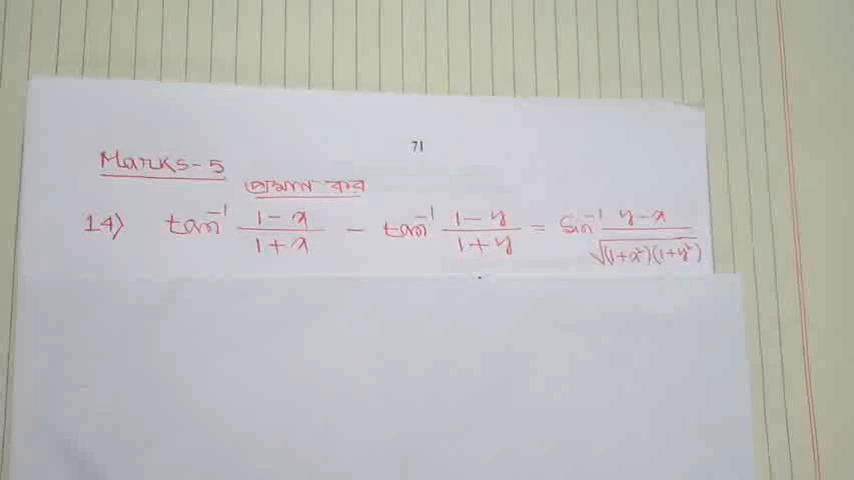 71
Marks-5
প্রমাণ কর
14) tan⁻¹ (1-x)/(1+x) - tan⁻¹ (1-y)/(1+y) = sin⁻¹ (y-x)/√((1+x²)(1+y²))